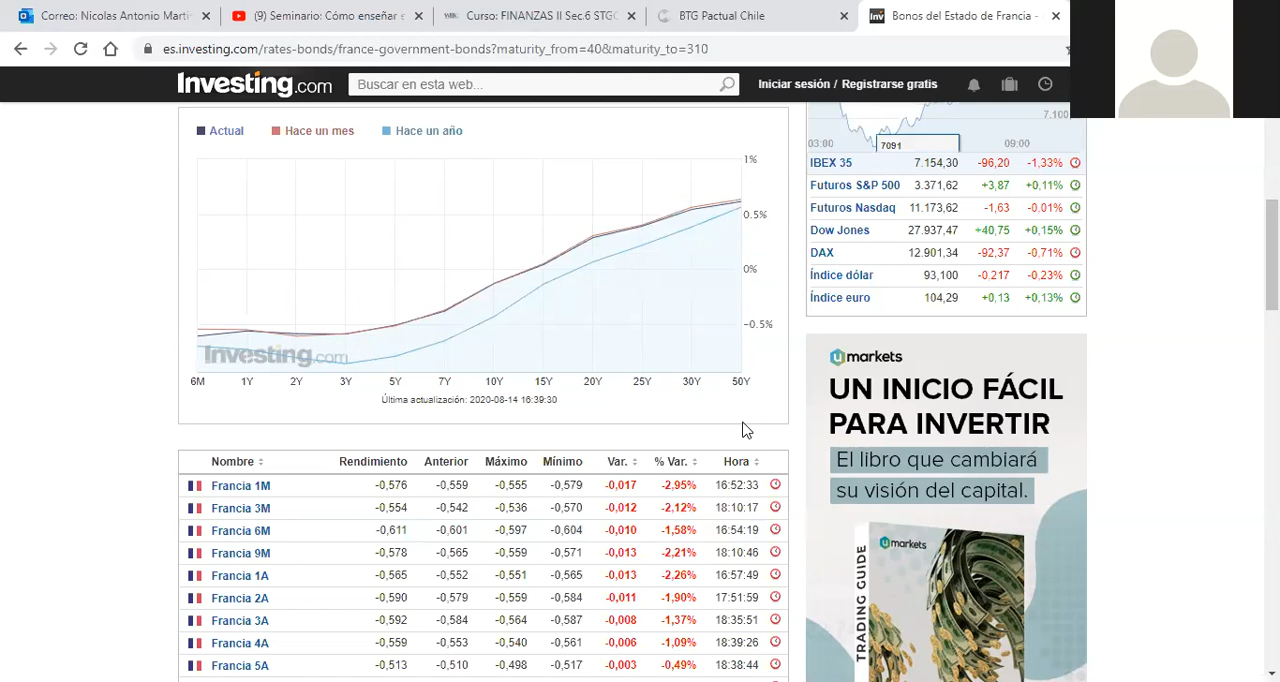 Correo: Nicolas Antonio Marti
(9) Seminario: Cómo enseñar e
Curso: FINANZAS II Sec.6 STGO
BTG Pactual Chile
Bonos del Estado de Francia -
es.investing.com/rates-bonds/france-government-bonds?maturity_from=40&maturity_to=310
Investing.com
Buscar en esta web...
Iniciar sesión / Registrarse gratis
Actual
Hace un mes
Hace un año
1%
0.5%
0%
-0.5%
Investing.com
6M 1Y 2Y 3Y 5Y 7Y 10Y 15Y 20Y 25Y 30Y 50Y
Última actualización: 2020-08-14 16:39:30
Nombre Rendimiento Anterior Máximo Mínimo Var. % Var. Hora
Francia 1M -0,576 -0,559 -0,555 -0,579 -0,017 -2,95% 16:52:33
Francia 3M -0,554 -0,542 -0,536 -0,570 -0,012 -2,12% 18:10:17
Francia 6M -0,611 -0,601 -0,597 -0,604 -0,010 -1,58% 16:54:19
Francia 9M -0,578 -0,565 -0,559 -0,571 -0,013 -2,21% 18:10:46
Francia 1A -0,565 -0,552 -0,551 -0,565 -0,013 -2,26% 16:57:49
Francia 2A -0,590 -0,579 -0,559 -0,584 -0,011 -1,90% 17:51:59
Francia 3A -0,592 -0,584 -0,564 -0,587 -0,008 -1,37% 18:35:51
Francia 4A -0,559 -0,553 -0,540 -0,561 -0,006 -1,09% 18:39:26
Francia 5A -0,513 -0,510 -0,498 -0,517 -0,003 -0,49% 18:38:44
7.100
03:00 7091 09:00
IBEX 35 7.154,30 -96,20 -1,33%
Futuros S&P 500 3.371,62 +3,87 +0,11%
Futuros Nasdaq 11.173,62 -1,63 -0,01%
Dow Jones 27.937,47 +40,75 +0,15%
DAX 12.901,34 -92,37 -0,71%
Índice dólar 93,100 -0.217 -0,23%
Índice euro 104,29 +0,13 +0,13%
umarkets
UN INICIO FÁCIL
PARA INVERTIR
El libro que cambiará
su visión del capital.
umarkets
TRADING GUIDE